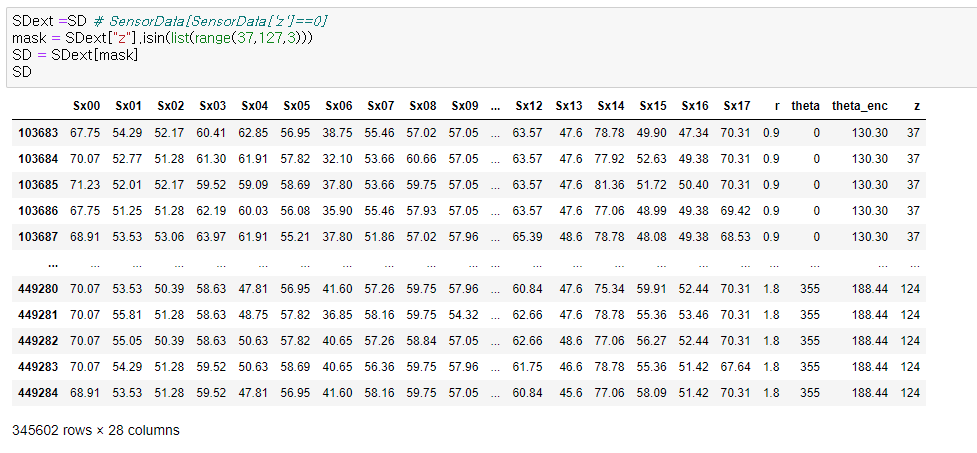 SDext =SD # SensorData[SensorData['z']==0]
mask = SDext["z"].isin(list(range(37,127,3)))
SD = SDext[mask]
SD
Sx00 Sx01 Sx02 Sx03 Sx04 Sx05 Sx06 Sx07 Sx08 Sx09 ... Sx12 Sx13 Sx14 Sx15 Sx16 Sx17 r theta theta_enc z
103683 67.75 54.29 52.17 60.41 62.85 56.95 38.75 55.46 57.02 57.05 ... 63.57 47.6 78.78 49.90 47.34 70.31 0.9 0 130.30 37
103684 70.07 52.77 51.28 61.30 61.91 57.82 32.10 53.66 60.66 57.05 ... 63.57 47.6 77.92 52.63 49.38 70.31 0.9 0 130.30 37
103685 71.23 52.01 52.17 59.52 59.09 58.69 37.80 53.66 59.75 57.05 ... 63.57 47.6 81.36 51.72 50.40 70.31 0.9 0 130.30 37
103686 67.75 51.25 51.28 62.19 60.03 56.08 35.90 55.46 57.93 57.05 ... 63.57 47.6 77.06 48.99 49.38 69.42 0.9 0 130.30 37
103687 68.91 53.53 53.06 63.97 61.91 55.21 37.80 51.86 57.02 57.96 ... 65.39 48.6 78.78 48.08 49.38 68.53 0.9 0 130.30 37
... ... ... ... ... ... ... ... ... ... ... ... ... ... ... ... ... ... ... ... ... ...
449280 70.07 53.53 50.39 58.63 47.81 56.95 41.60 57.26 59.75 57.96 ... 60.84 47.6 75.34 59.91 52.44 70.31 1.8 355 188.44 124
449281 70.07 55.81 51.28 58.63 48.75 57.82 36.85 58.16 59.75 54.32 ... 62.66 47.6 78.78 55.36 53.46 70.31 1.8 355 188.44 124
449282 70.07 55.05 50.39 58.63 50.63 57.82 40.65 57.26 58.84 57.05 ... 62.66 48.6 77.06 56.27 52.44 70.31 1.8 355 188.44 124
449283 70.07 54.29 51.28 59.52 50.63 58.69 40.65 56.36 59.75 57.96 ... 61.75 46.6 78.78 55.36 51.42 67.64 1.8 355 188.44 124
449284 68.91 53.53 51.28 59.52 47.81 56.95 41.60 58.16 59.75 57.05 ... 60.84 45.6 77.06 58.09 51.42 70.31 1.8 355 188.44 124
345602 rows × 28 columns